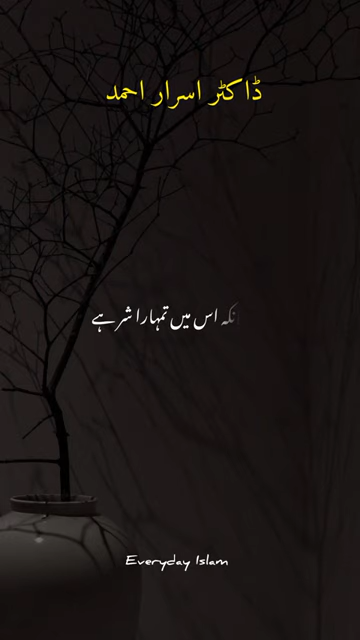 ڈاکٹر اسرار احمد
اس میں تمہارا شر ہے
Everyday Islam